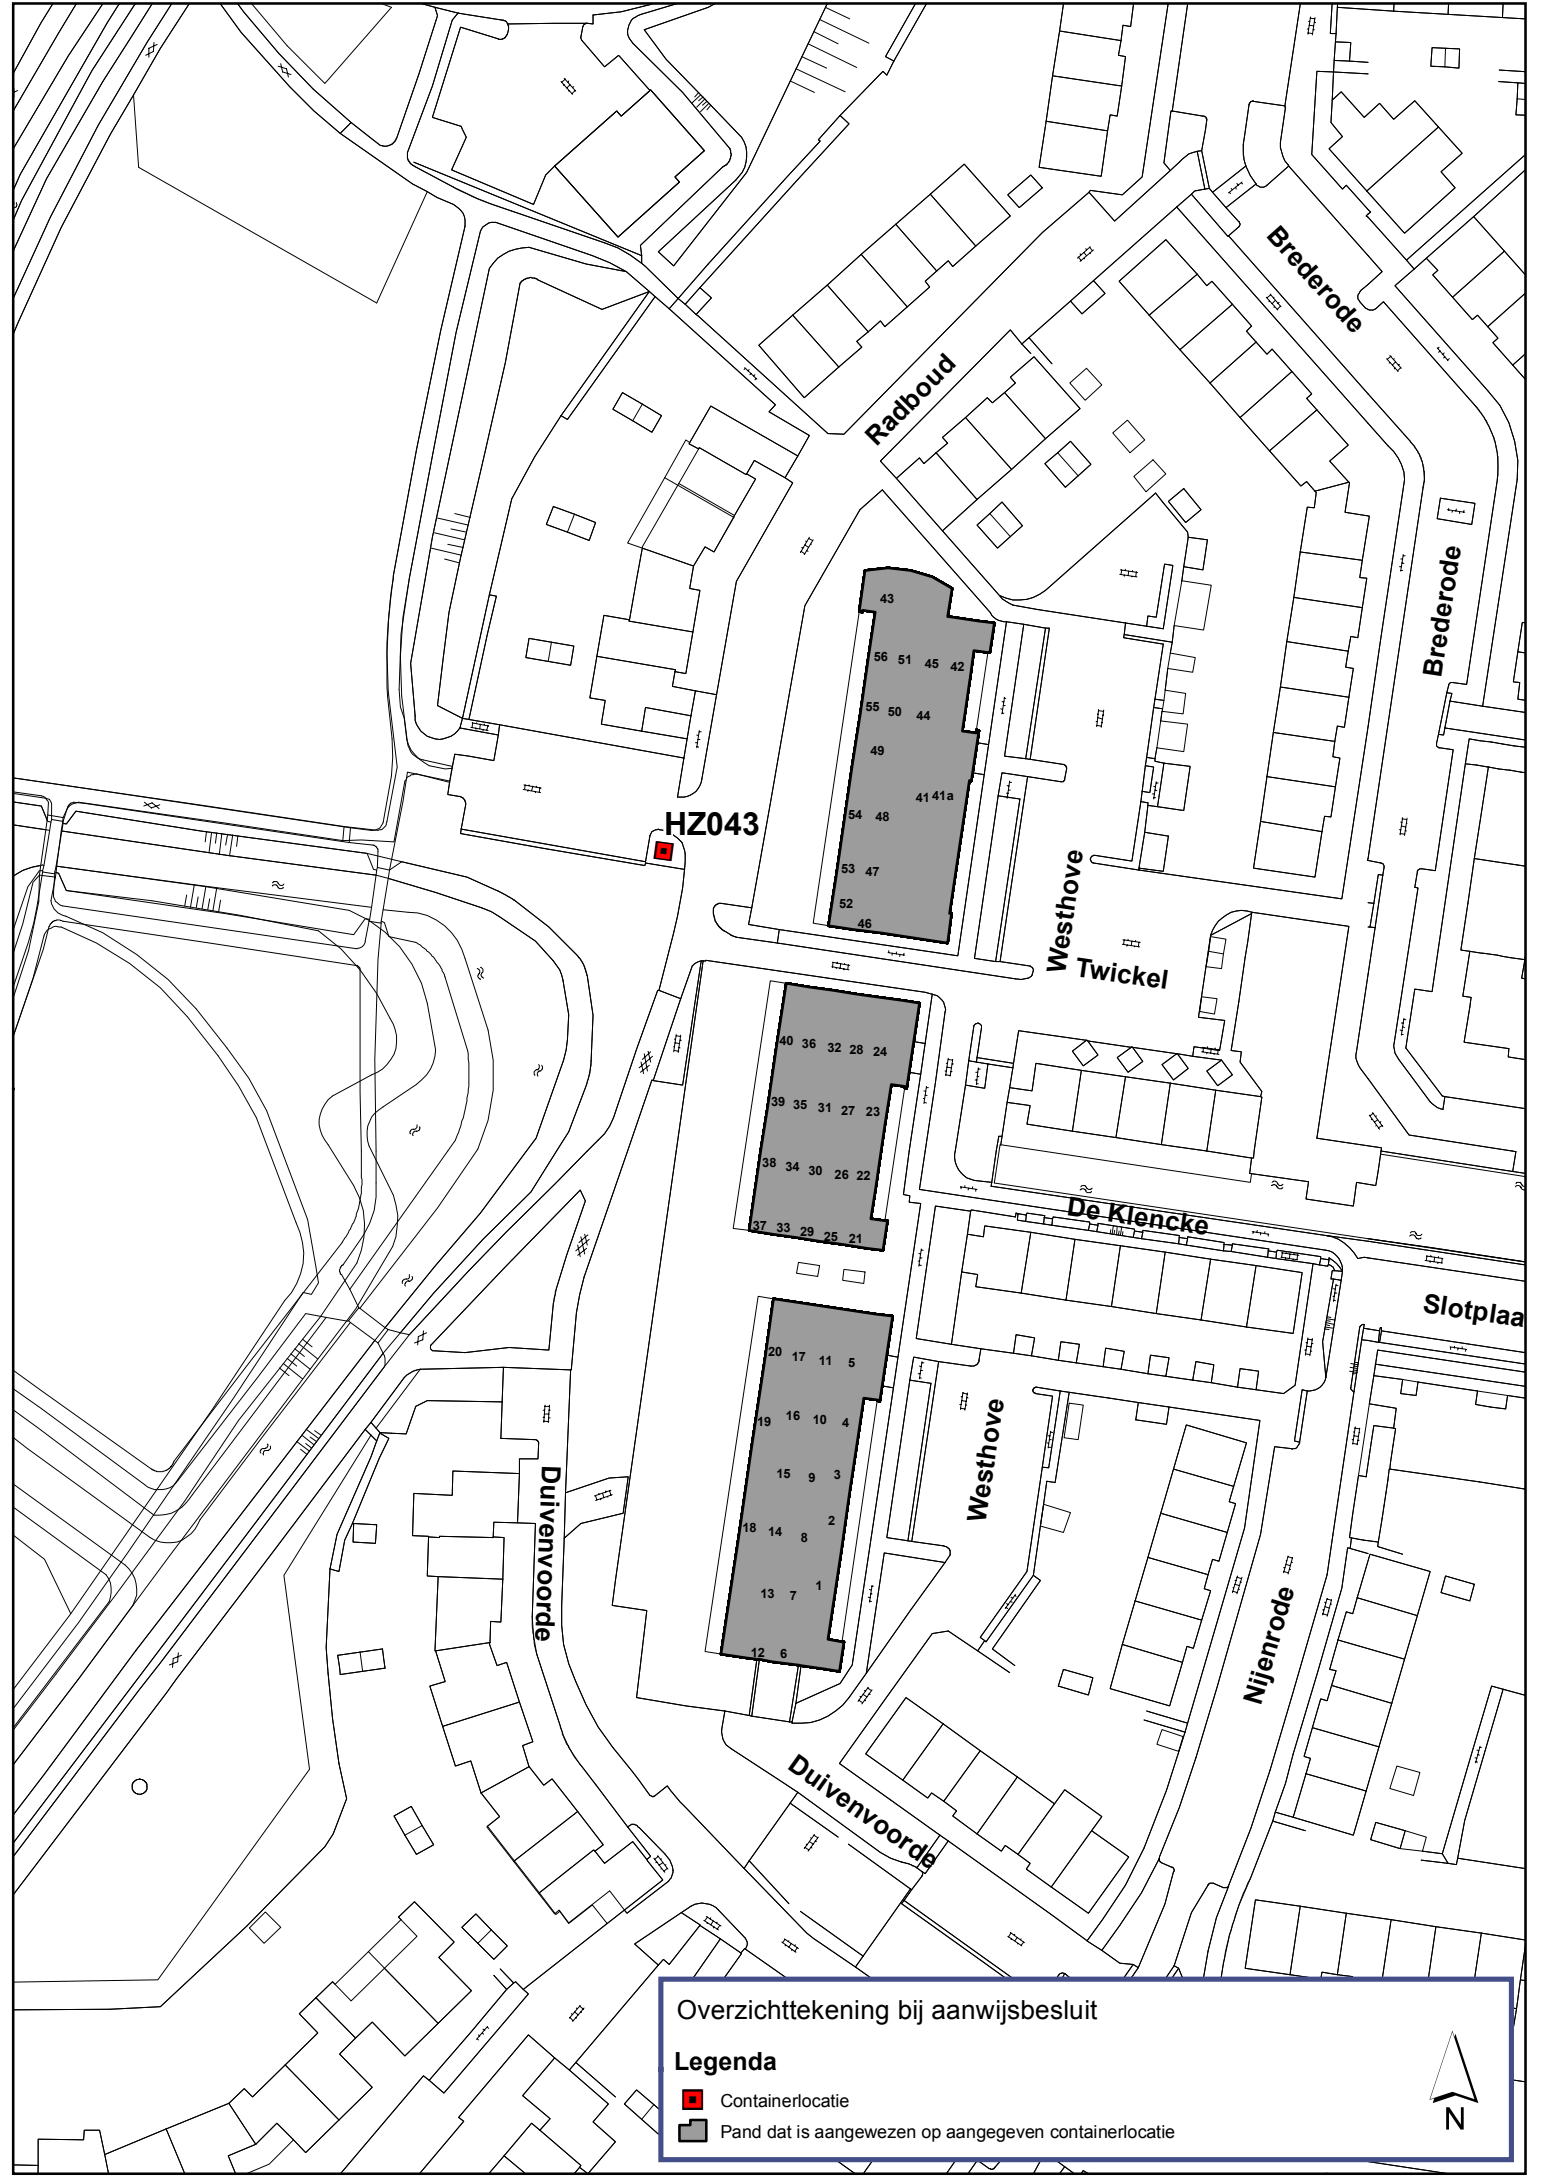 Brederode
Radboud
Brederode
43
56 51 45 42
55 50 44
49
41 41a
54 48
HZ043
53 47
52
46
Westhove
Twickel
40 36 32 28 24
39 35 31 27 23
38 34 30 26 22
37 33 29 25 21
De Klencke
Slotplaa
20 17 11 5
19 16 10 4
15 9 3
18 14 8 2
13 7 1
12 6
Westhove
Duivenvoorde
Nijenrode
Duivenvoorde
Overzichttekening bij aanwijsbesluit
Legenda
Containerlocatie
Pand dat is aangewezen op aangegeven containerlocatie
N